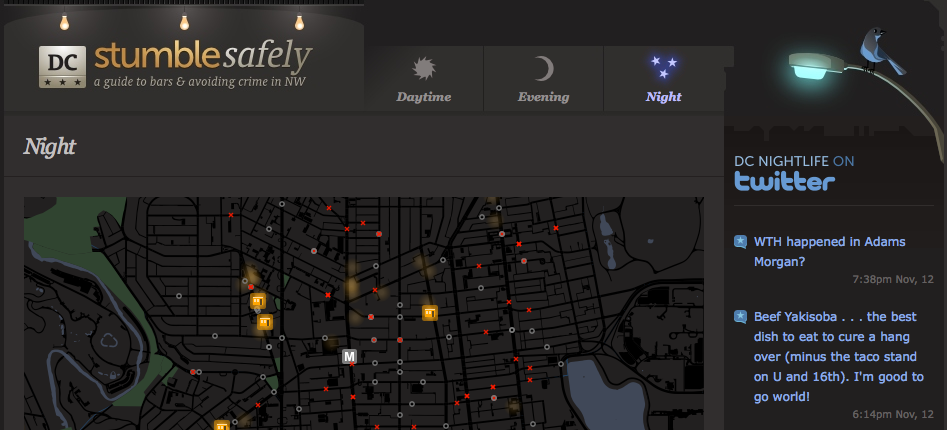 DC
stumblesafely
a guide to bars & avoiding crime in NW
Daytime
Evening
Night
Night
M
DC NIGHTLIFE ON
twitter
WTH happened in Adams
Morgan?
7:38pm Nov, 12
Beef Yakisoba . . . the best
dish to eat to cure a hang
over (minus the taco stand
on U and 16th). I'm good to
go world!
6:14pm Nov, 12